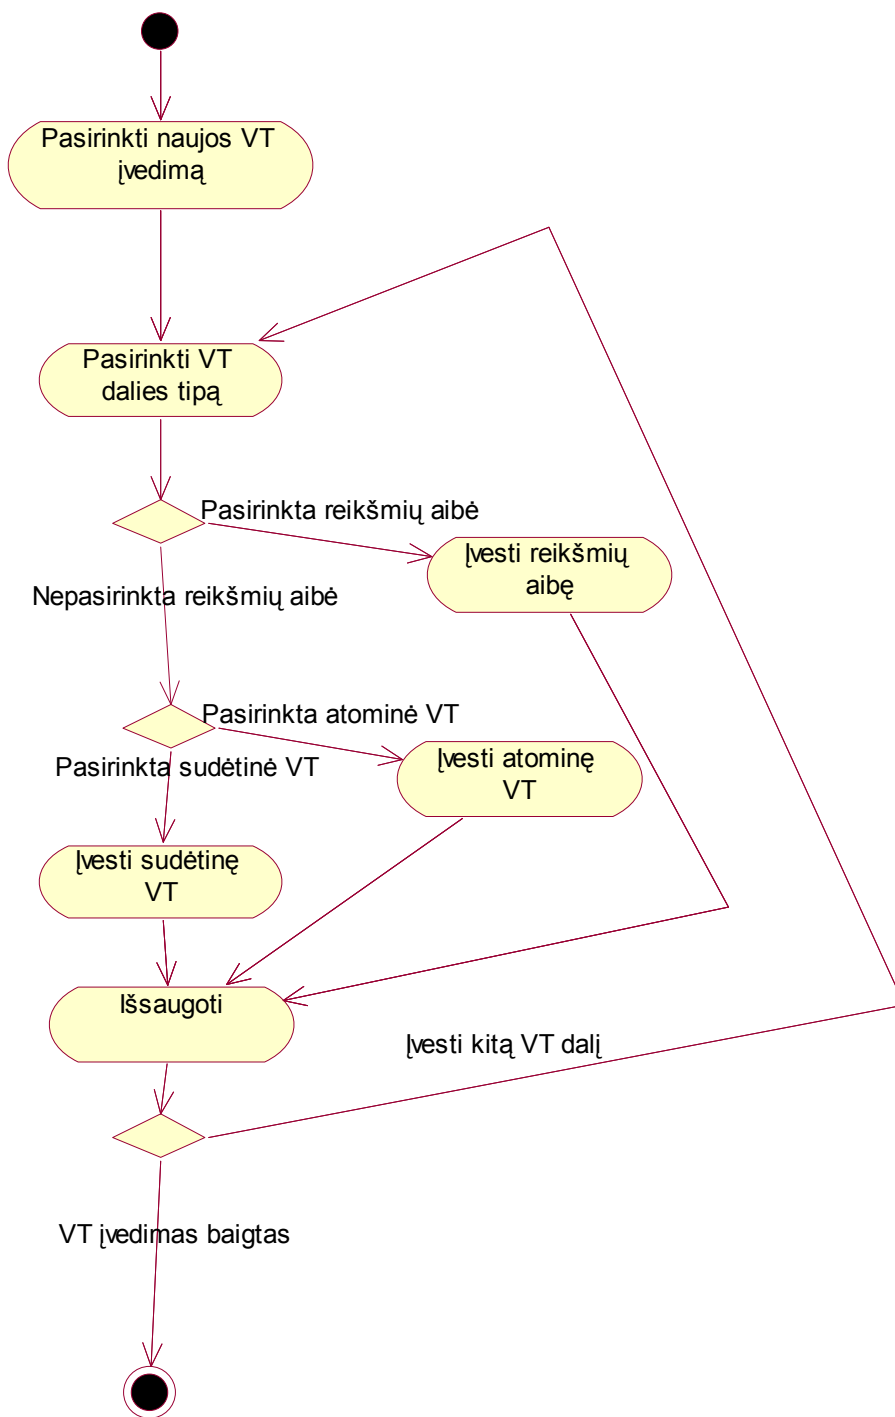 Pasirinkti naujos VT
įvedimą
Pasirinkti VT
dalies tipą
Pasirinkta reikšmių aibė
Įvesti reikšmių
aibę
Nepasirinkta reikšmių aibė
Pasirinkta atominė VT
Pasirinkta sudėtinė VT
Įvesti atominę
VT
Įvesti sudėtinę
VT
Išsaugoti
Įvesti kitą VT dalį
VT įvedimas baigtas